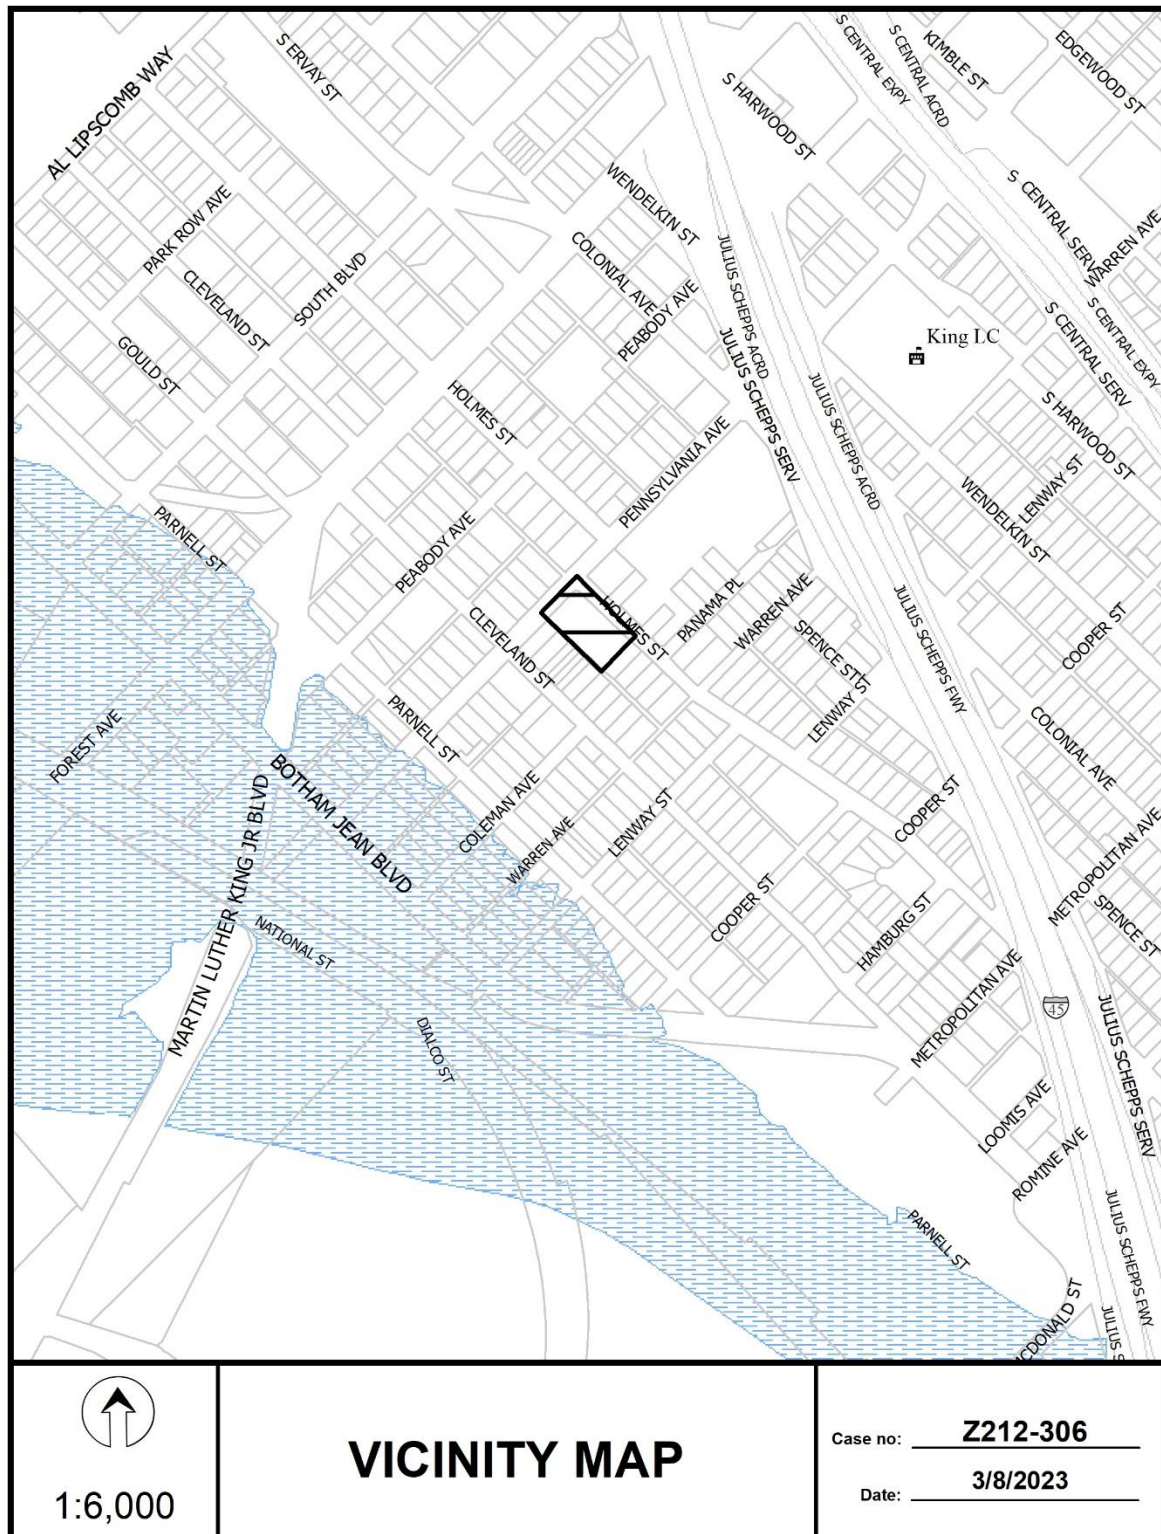 AL LIPSCOMB WAY
S ERVAY ST
S CENTRAL EXPY
S CENTRAL ACRD
KIMBLE ST
EDGEWOOD ST
S HARWOOD ST
WENDELKIN ST
S CENTRAL SERV
WARREN AVE
PARK ROW AVE
COLONIAL AVE
JULIUS SCHEPPS ACRD
SOUTH BLVD
CLEVELAND ST
PEABODY AVE
S CENTRAL EXPY
GOULD ST
JULIUS SCHEPPS SERV
King LC
S CENTRAL SERV
HOLMES ST
JULIUS SCHEPPS ACRD
S HARWOOD ST
PENNSYLVANIA AVE
LENWAY ST
WENDELKIN ST
PARNELL ST
PEABODY AVE
HOLMES ST
PANAMA PL
WARREN AVE
CLEVELAND ST
SPENCE ST
COOPER ST
JULIUS SCHEPPS FWY
PARNELL ST
LENWAY ST
FOREST AVE
COLONIAL AVE
BOTHAM JEAN BLVD
COLEMAN AVE
LENWAY ST
COOPER ST
WARREN AVE
METROPOLITAN AVE
MARTIN LUTHER KING JR BLVD
COOPER ST
HAMBURG ST
SPENCE ST
NATIONAL ST
METROPOLITAN AVE
45
DIALCO ST
JULIUS SCHEPPS SERV
LOOMIS AVE
ROMINE AVE
PARNELL ST
JULIUS SCHEPPS FWY
MCDONALD ST
JULIUS S
1:6,000
VICINITY MAP
Case no: Z212-306
Date: 3/8/2023